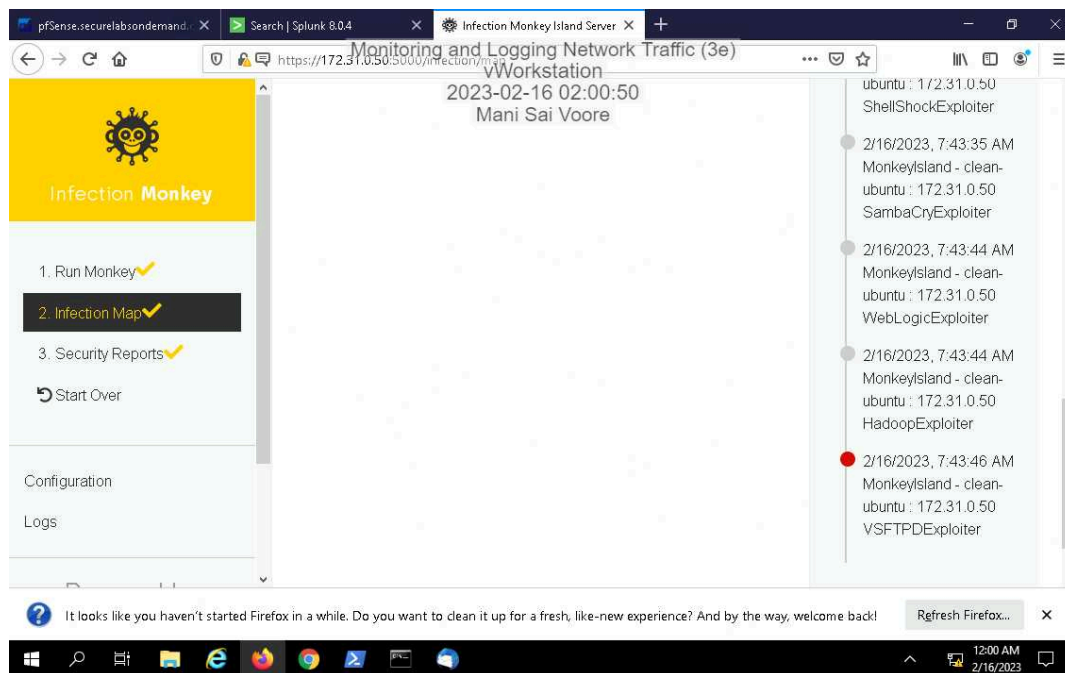 pfSense.securelabsondemand.c
Search | Splunk 8.0.4
Infection Monkey Island Server
https://172.31.0.50:5000/infection/map
Monitoring and Logging Network Traffic (3e)
vWorkstation
2023-02-16 02:00:50
Mani Sai Voore
Infection Monkey
1. Run Monkey
2. Infection Map
3. Security Reports
Start Over
Configuration
Logs
ubuntu : 172.31.0.50
ShellShockExploiter
2/16/2023, 7:43:35 AM
MonkeyIsland - clean-
ubuntu : 172.31.0.50
SambaCryExploiter
2/16/2023, 7:43:44 AM
MonkeyIsland - clean-
ubuntu : 172.31.0.50
WebLogicExploiter
2/16/2023, 7:43:44 AM
MonkeyIsland - clean-
ubuntu : 172.31.0.50
HadoopExploiter
2/16/2023, 7:43:46 AM
MonkeyIsland - clean-
ubuntu : 172.31.0.50
VSFTPDExploiter
It looks like you haven't started Firefox in a while. Do you want to clean it up for a fresh, like-new experience? And by the way, welcome back!
Refresh Firefox...
12:00 AM
2/16/2023